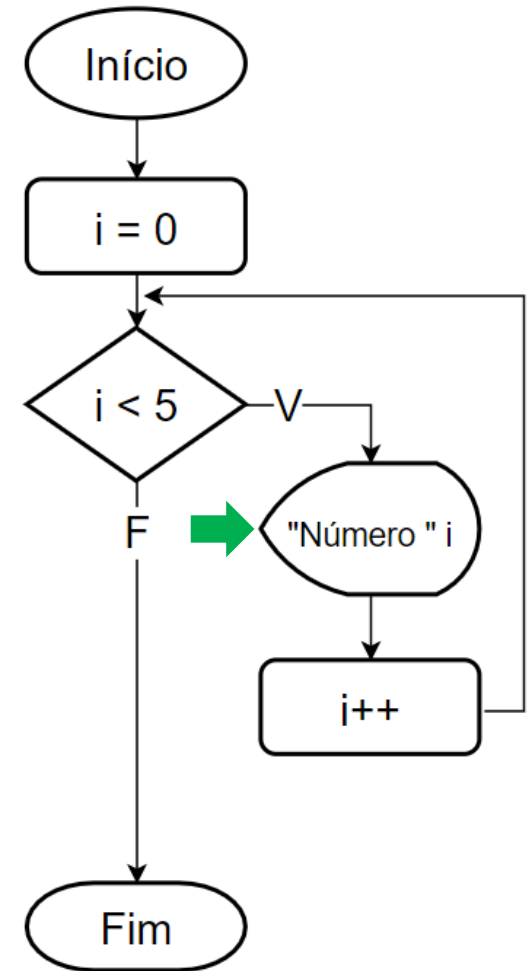 Início
i = 0
i < 5
V
F
"Número " i
i++
Fim